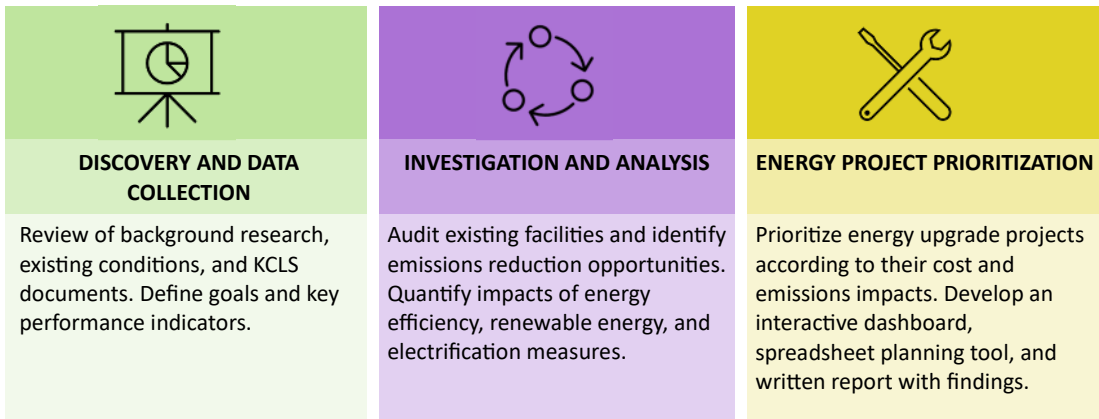 DISCOVERY AND DATA
COLLECTION
Review of background research,
existing conditions, and KCLS
documents. Define goals and key
performance indicators.
INVESTIGATION AND ANALYSIS
Audit existing facilities and identify
emissions reduction opportunities.
Quantify impacts of energy
efficiency, renewable energy, and
electrification measures.
ENERGY PROJECT PRIORITIZATION
Prioritize energy upgrade projects
according to their cost and
emissions impacts. Develop an
interactive dashboard,
spreadsheet planning tool, and
written report with findings.